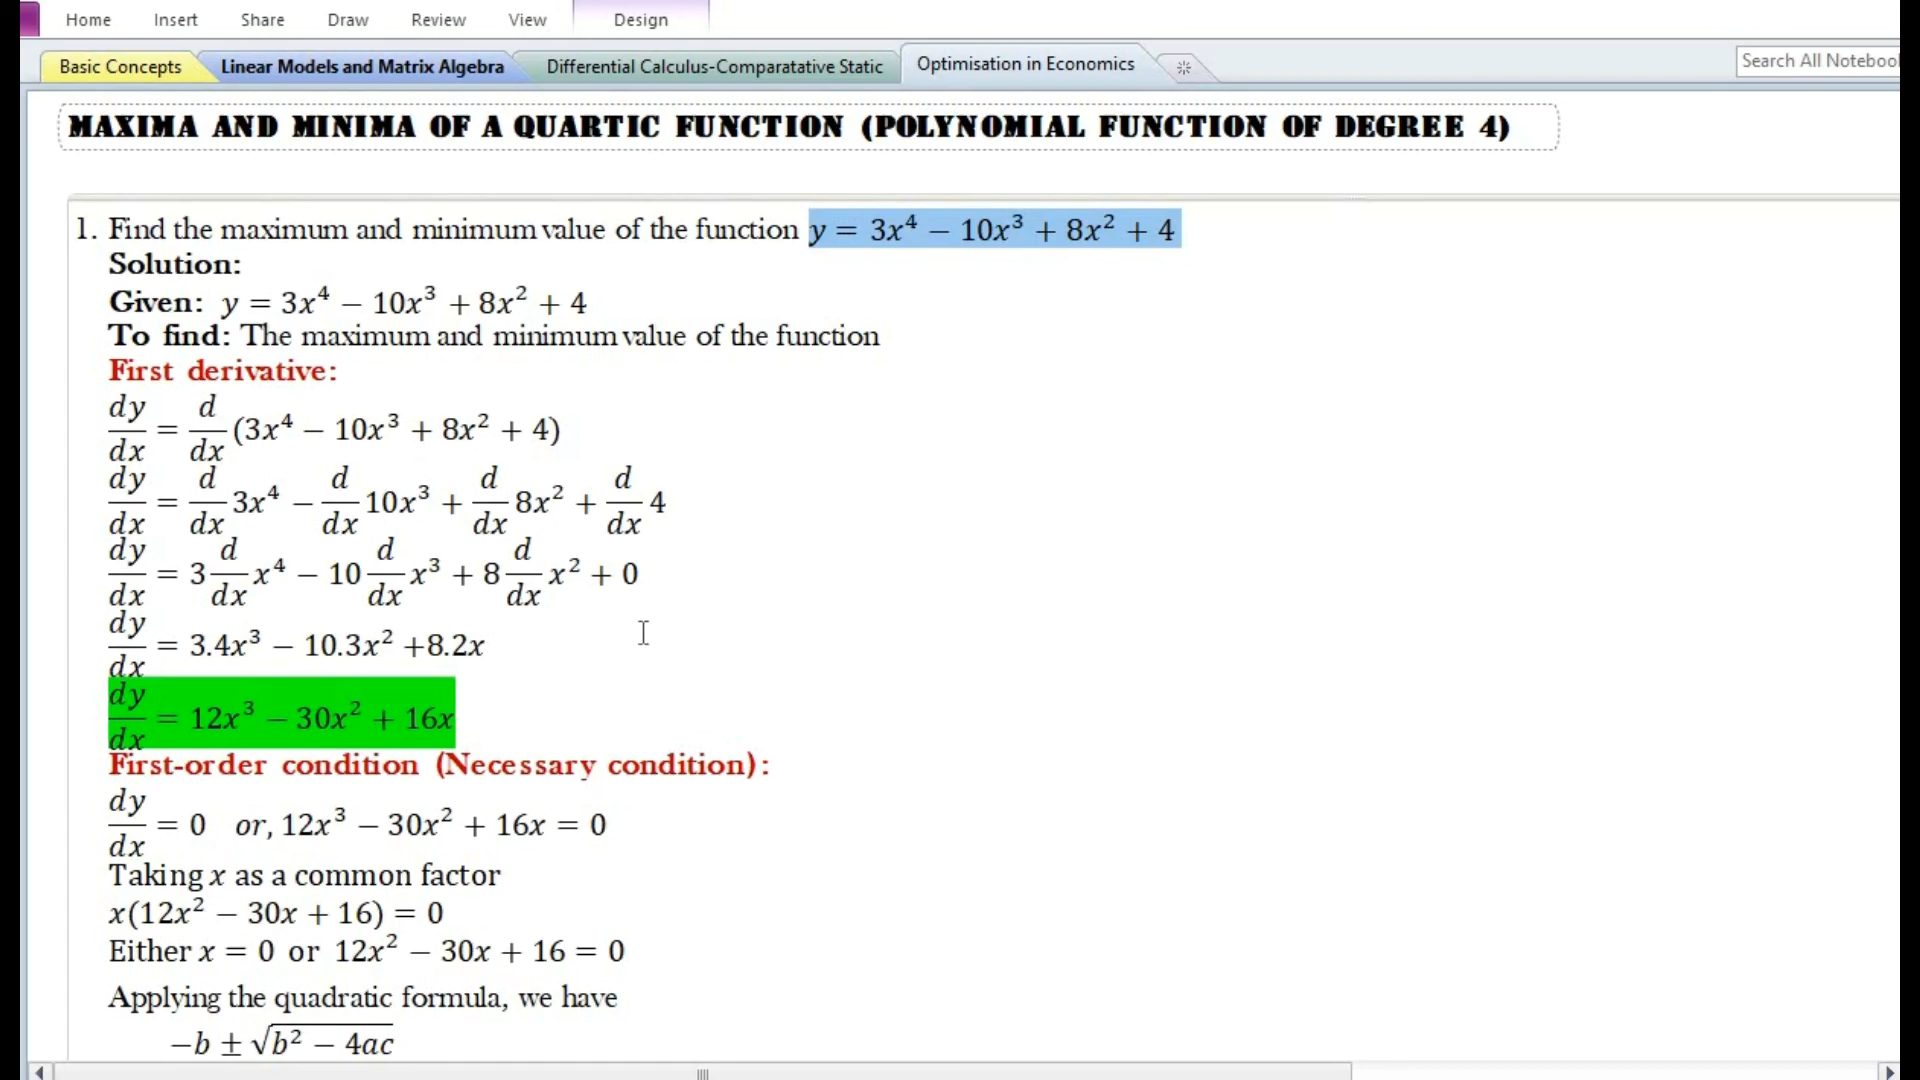 Home Insert Share Draw Review View Design
Basic Concepts Linear Models and Matrix Algebra Differential Calculus-Comparatative Static Optimisation in Economics Search All Noteboo
MAXIMA AND MINIMA OF A QUARTIC FUNCTION (POLYNOMIAL FUNCTION OF DEGREE 4)
1. Find the maximum and minimum value of the function y = 3x⁴ − 10x³ + 8x² + 4
Solution:
Given: y = 3x⁴ − 10x³ + 8x² + 4
To find: The maximum and minimum value of the function
First derivative:
dy/dx = d/dx (3x⁴ − 10x³ + 8x² + 4)
dy/dx = d/dx 3x⁴ − d/dx 10x³ + d/dx 8x² + d/dx 4
dy/dx = 3 d/dx x⁴ − 10 d/dx x³ + 8 d/dx x² + 0
dy/dx = 3.4x³ − 10.3x² +8.2x
dy/dx = 12x³ − 30x² + 16x
First-order condition (Necessary condition):
dy/dx = 0 or, 12x³ − 30x² + 16x = 0
Taking x as a common factor
x(12x² − 30x + 16) = 0
Either x = 0 or 12x² − 30x + 16 = 0
Applying the quadratic formula, we have
−b ± √(b² − 4ac)